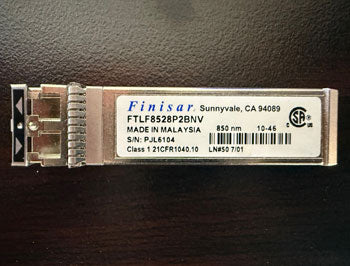 Finisar Sunnyvale, CA 94089
FTLF8528P2BNV
MADE IN MALAYSIA 850 nm 10-46
S/N: PJL6104
Class 1 21CFR1040.10 LN#50 7/01